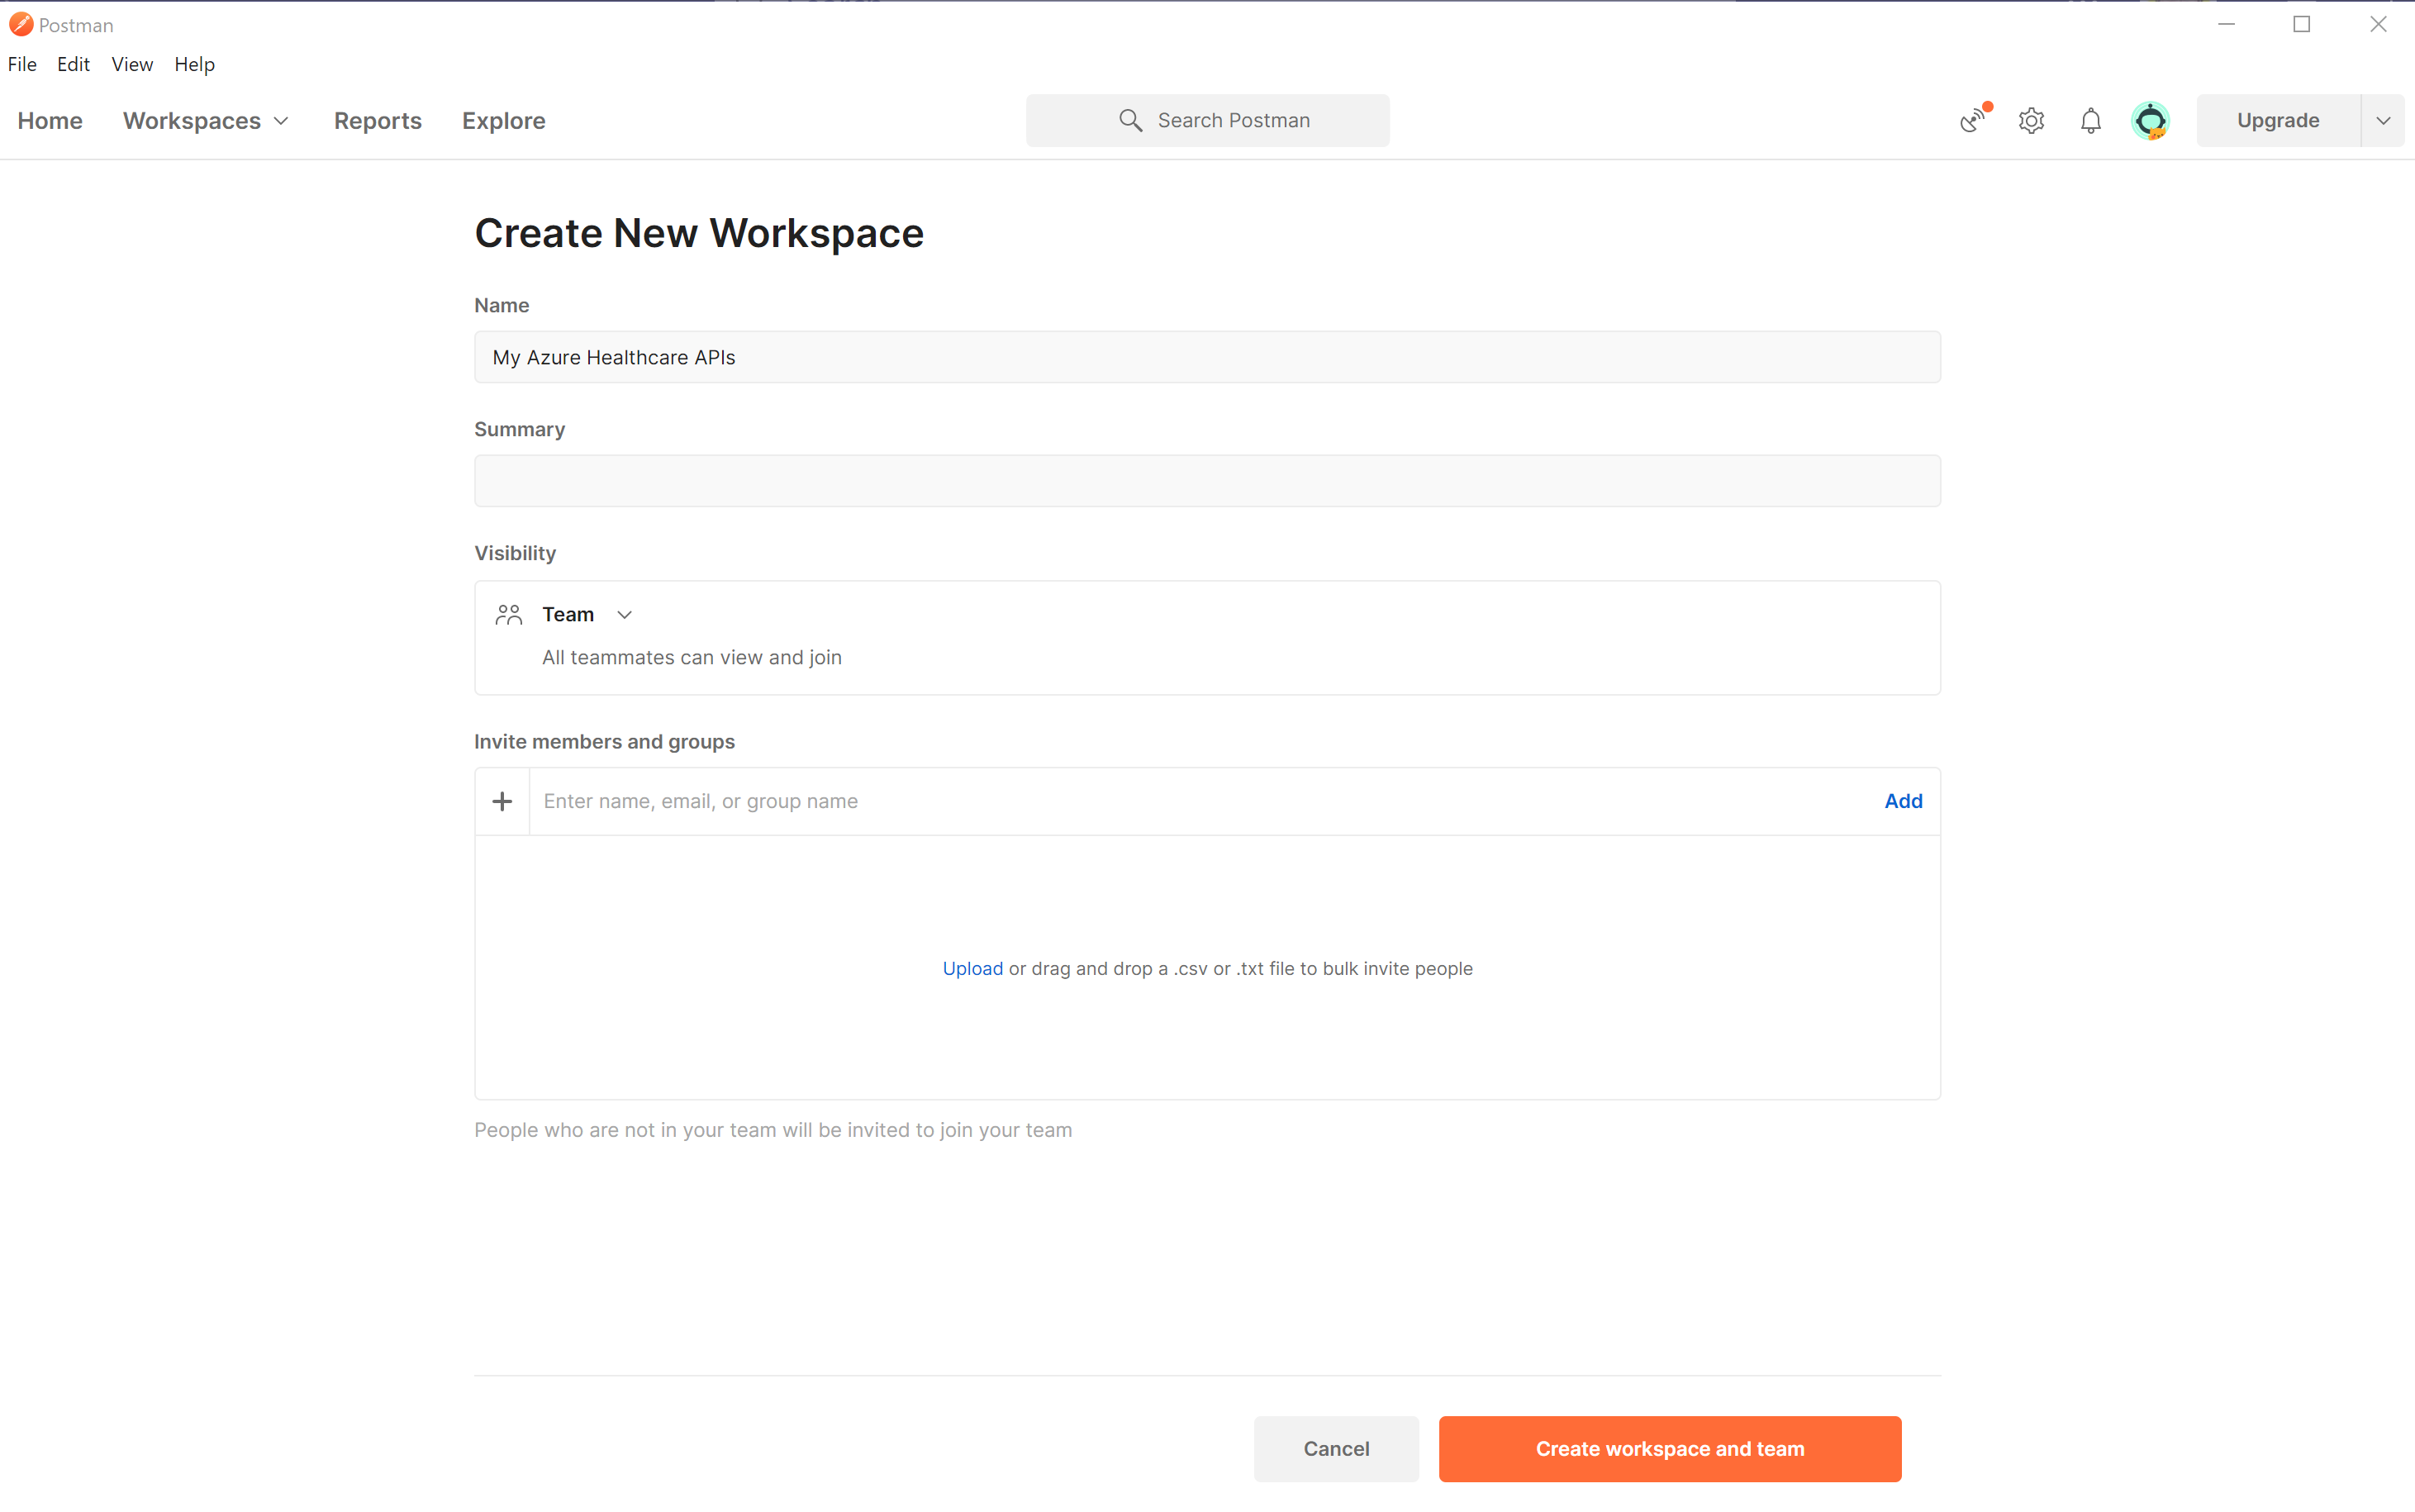 Postman
File Edit View Help
Home Workspaces Reports Explore Search Postman Upgrade
Create New Workspace
Name
My Azure Healthcare APIs
Summary
Visibility
Team
All teammates can view and join
Invite members and groups
Enter name, email, or group name Add
Upload or drag and drop a .csv or .txt file to bulk invite people
People who are not in your team will be invited to join your team
Cancel Create workspace and team